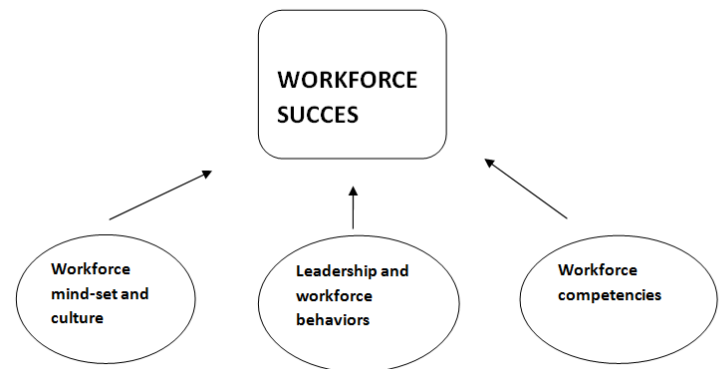 WORKFORCE
SUCCES
Workforce
mind-set and
culture
Leadership and
workforce
behaviors
Workforce
competencies